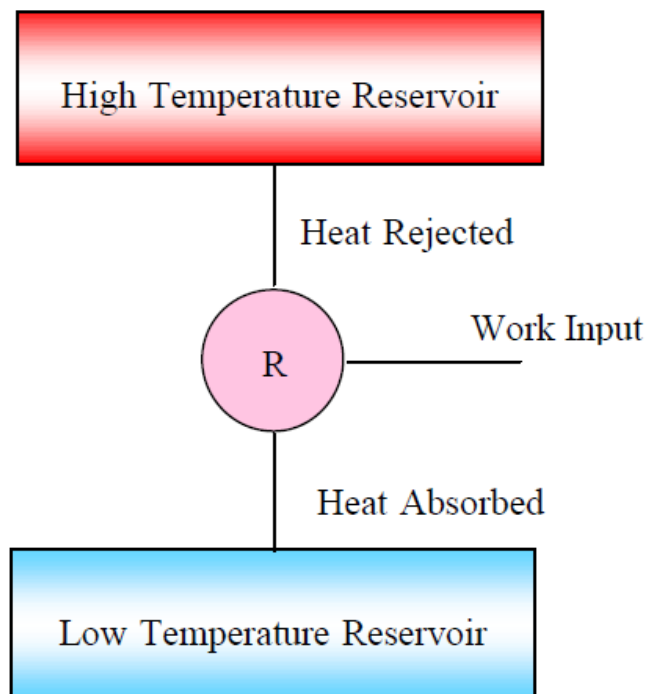 High Temperature Reservoir
Heat Rejected
Work Input
R
Heat Absorbed
Low Temperature Reservoir